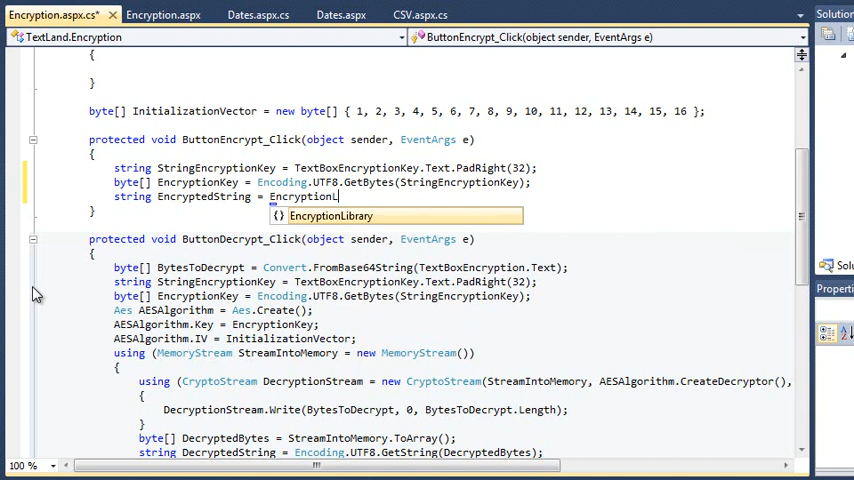 Encryption.aspx.cs* × Encryption.aspx Dates.aspx.cs Dates.aspx CSV.aspx.cs
Solution
TextLand.Encryption ButtonEncrypt_Click(object sender, EventArgs e)
{
}
byte[] InitializationVector = new byte[] { 1, 2, 3, 4, 5, 6, 7, 8, 9, 10, 11, 12, 13, 14, 15, 16 };
protected void ButtonEncrypt_Click(object sender, EventArgs e)
{
string StringEncryptionKey = TextBoxEncryptionKey.Text.PadRight(32);
byte[] EncryptionKey = Encoding.UTF8.GetBytes(StringEncryptionKey);
string EncryptedString = EncryptionL
{} EncryptionLibrary
}
protected void ButtonDecrypt_Click(object sender, EventArgs e)
{
byte[] BytesToDecrypt = Convert.FromBase64String(TextBoxEncryption.Text);
string StringEncryptionKey = TextBoxEncryptionKey.Text.PadRight(32);
byte[] EncryptionKey = Encoding.UTF8.GetBytes(StringEncryptionKey);
Aes AESAlgorithm = Aes.Create();
AESAlgorithm.Key = EncryptionKey;
AESAlgorithm.IV = InitializationVector;
using (MemoryStream StreamIntoMemory = new MemoryStream())
{
using (CryptoStream DecryptionStream = new CryptoStream(StreamIntoMemory, AESAlgorithm.CreateDecryptor(),
{
DecryptionStream.Write(BytesToDecrypt, 0, BytesToDecrypt.Length);
}
byte[] DecryptedBytes = StreamIntoMemory.ToArray();
string DecryptedString = Encoding.UTF8.GetString(DecryptedBytes);
100 %
Solu
Properti